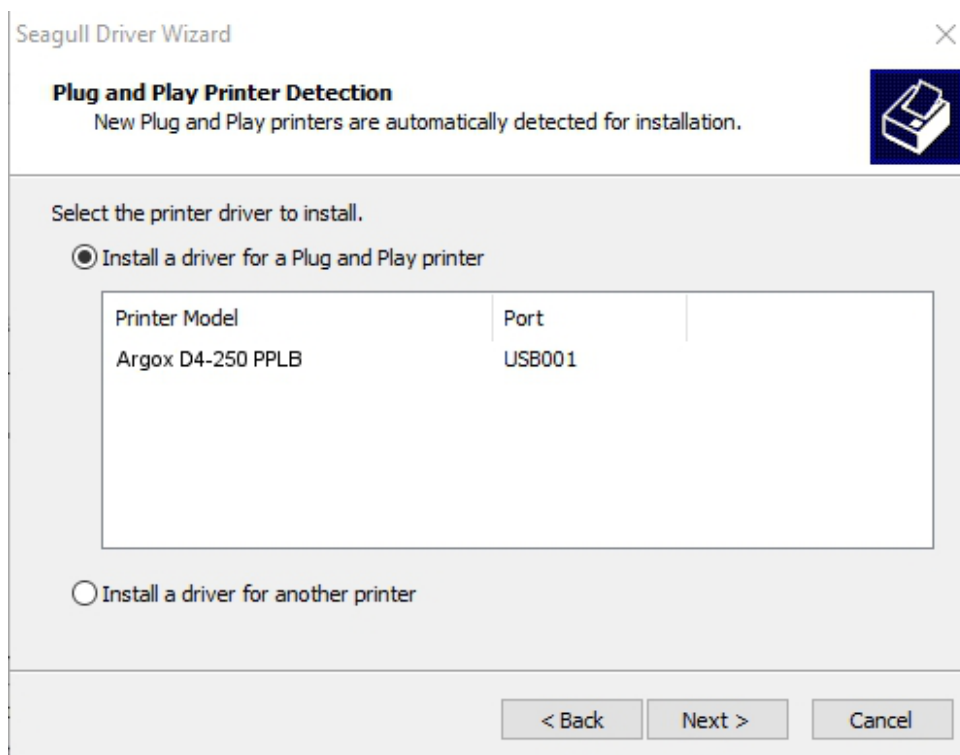 Seagull Driver Wizard
Plug and Play Printer Detection
New Plug and Play printers are automatically detected for installation.
Select the printer driver to install.
Install a driver for a Plug and Play printer
Printer Model Port
Argox D4-250 PPLB USB001
Install a driver for another printer
< Back Next > Cancel